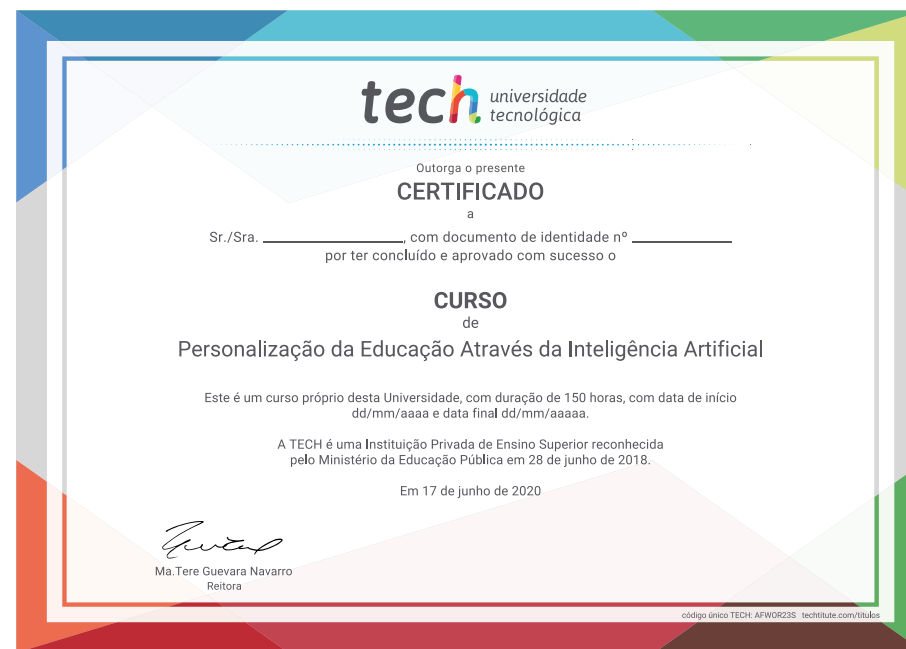 tech universidade
tecnológica
Outorga o presente
CERTIFICADO
a
Sr./Sra. ____________, com documento de identidade nº ____________
por ter concluído e aprovado com sucesso o
CURSO
de
Personalização da Educação Através da Inteligência Artificial
Este é um curso próprio desta Universidade, com duração de 150 horas, com data de início
dd/mm/aaaa e data final dd/mm/aaaaa.
A TECH é uma Instituição Privada de Ensino Superior reconhecida
pelo Ministério da Educação Pública em 28 de junho de 2018.
Em 17 de junho de 2020
Ma.Tere Guevara Navarro
Reitora
código único TECH: AFWOR23S techtitute.com/titulos